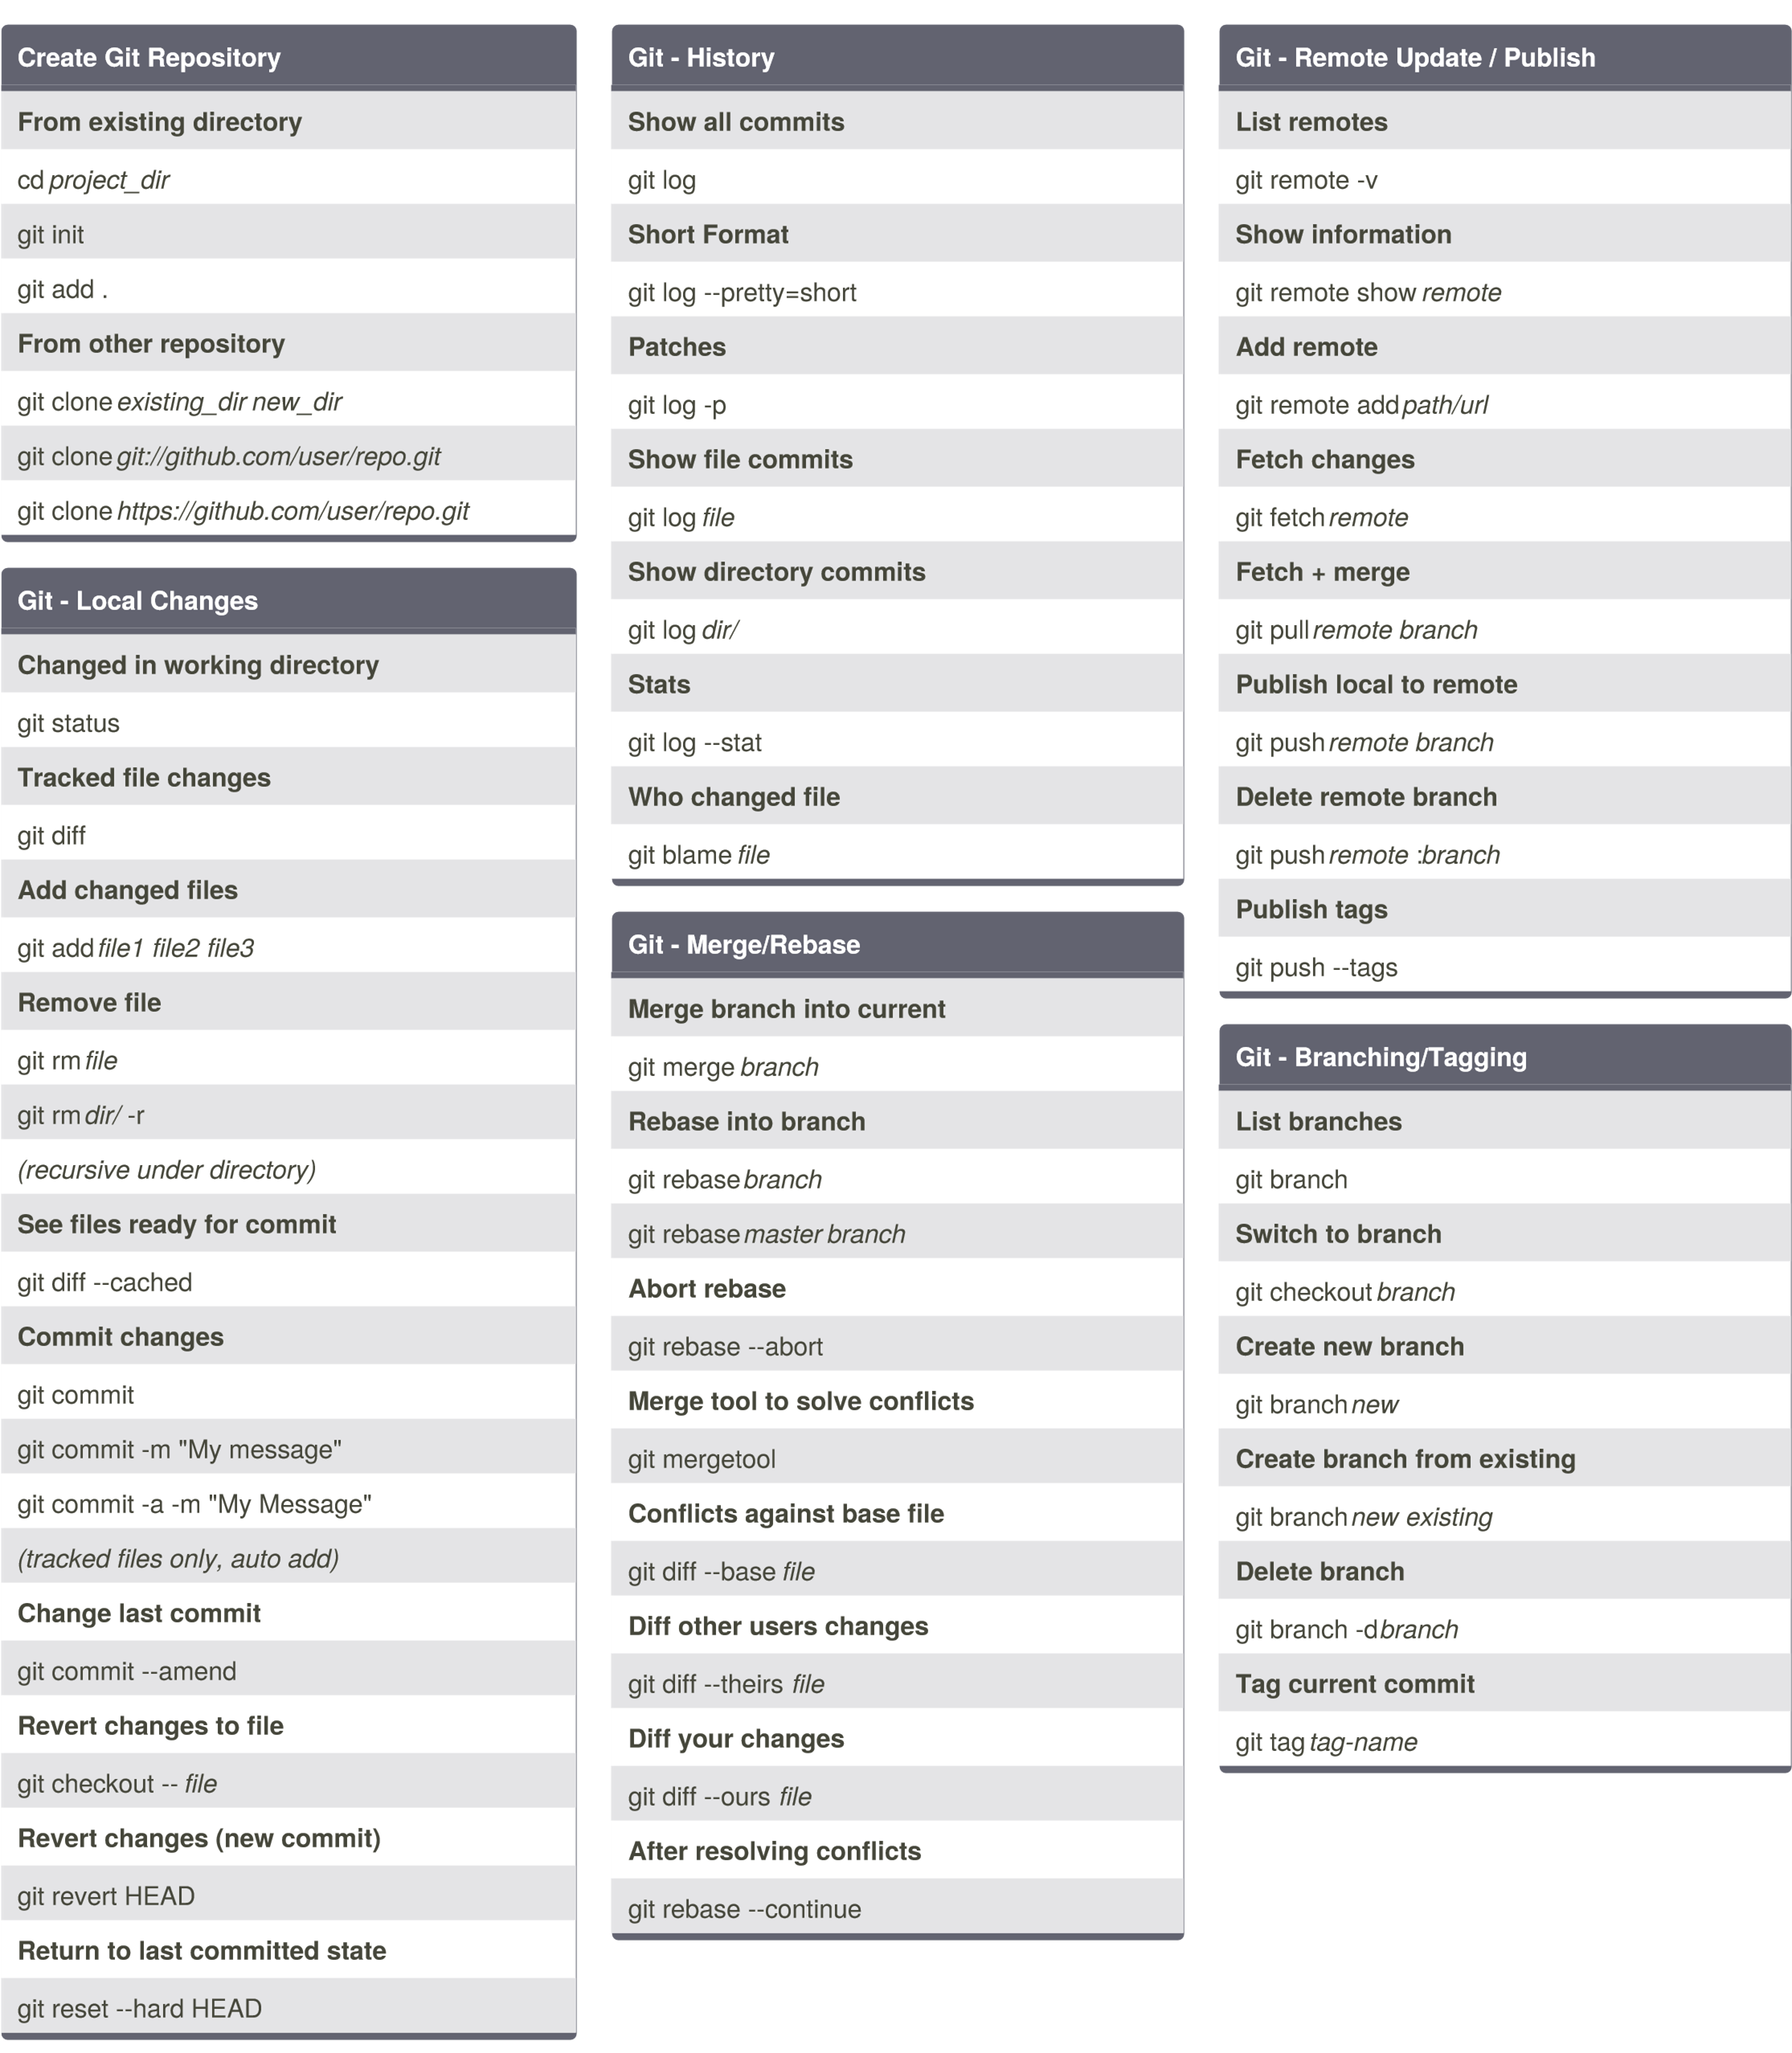 Create Git Repository
From existing directory
cd project_dir
git init
git add .
From other repository
git clone existing_dir new_dir
git clone git://github.com/user/repo.git
git clone https://github.com/user/repo.git
Git - Local Changes
Changed in working directory
git status
Tracked file changes
git diff
Add changed files
git add file1 file2 file3
Remove file
git rm file
git rm dir/ -r
(recursive under directory)
See files ready for commit
git diff --cached
Commit changes
git commit
git commit -m "My message"
git commit -a -m "My Message"
(tracked files only, auto add)
Change last commit
git commit --amend
Revert changes to file
git checkout -- file
Revert changes (new commit)
git revert HEAD
Return to last committed state
git reset --hard HEAD
Git - History
Show all commits
git log
Short Format
git log --pretty=short
Patches
git log -p
Show file commits
git log file
Show directory commits
git log dir/
Stats
git log --stat
Who changed file
git blame file
Git - Merge/Rebase
Merge branch into current
git merge branch
Rebase into branch
git rebase branch
git rebase master branch
Abort rebase
git rebase --abort
Merge tool to solve conflicts
git mergetool
Conflicts against base file
git diff --base file
Diff other users changes
git diff --theirs file
Diff your changes
git diff --ours file
After resolving conflicts
git rebase --continue
Git - Remote Update / Publish
List remotes
git remote -v
Show information
git remote show remote
Add remote
git remote add path/url
Fetch changes
git fetch remote
Fetch + merge
git pull remote branch
Publish local to remote
git push remote branch
Delete remote branch
git push remote :branch
Publish tags
git push --tags
Git - Branching/Tagging
List branches
git branch
Switch to branch
git checkout branch
Create new branch
git branch new
Create branch from existing
git branch new existing
Delete branch
git branch -d branch
Tag current commit
git tag tag-name